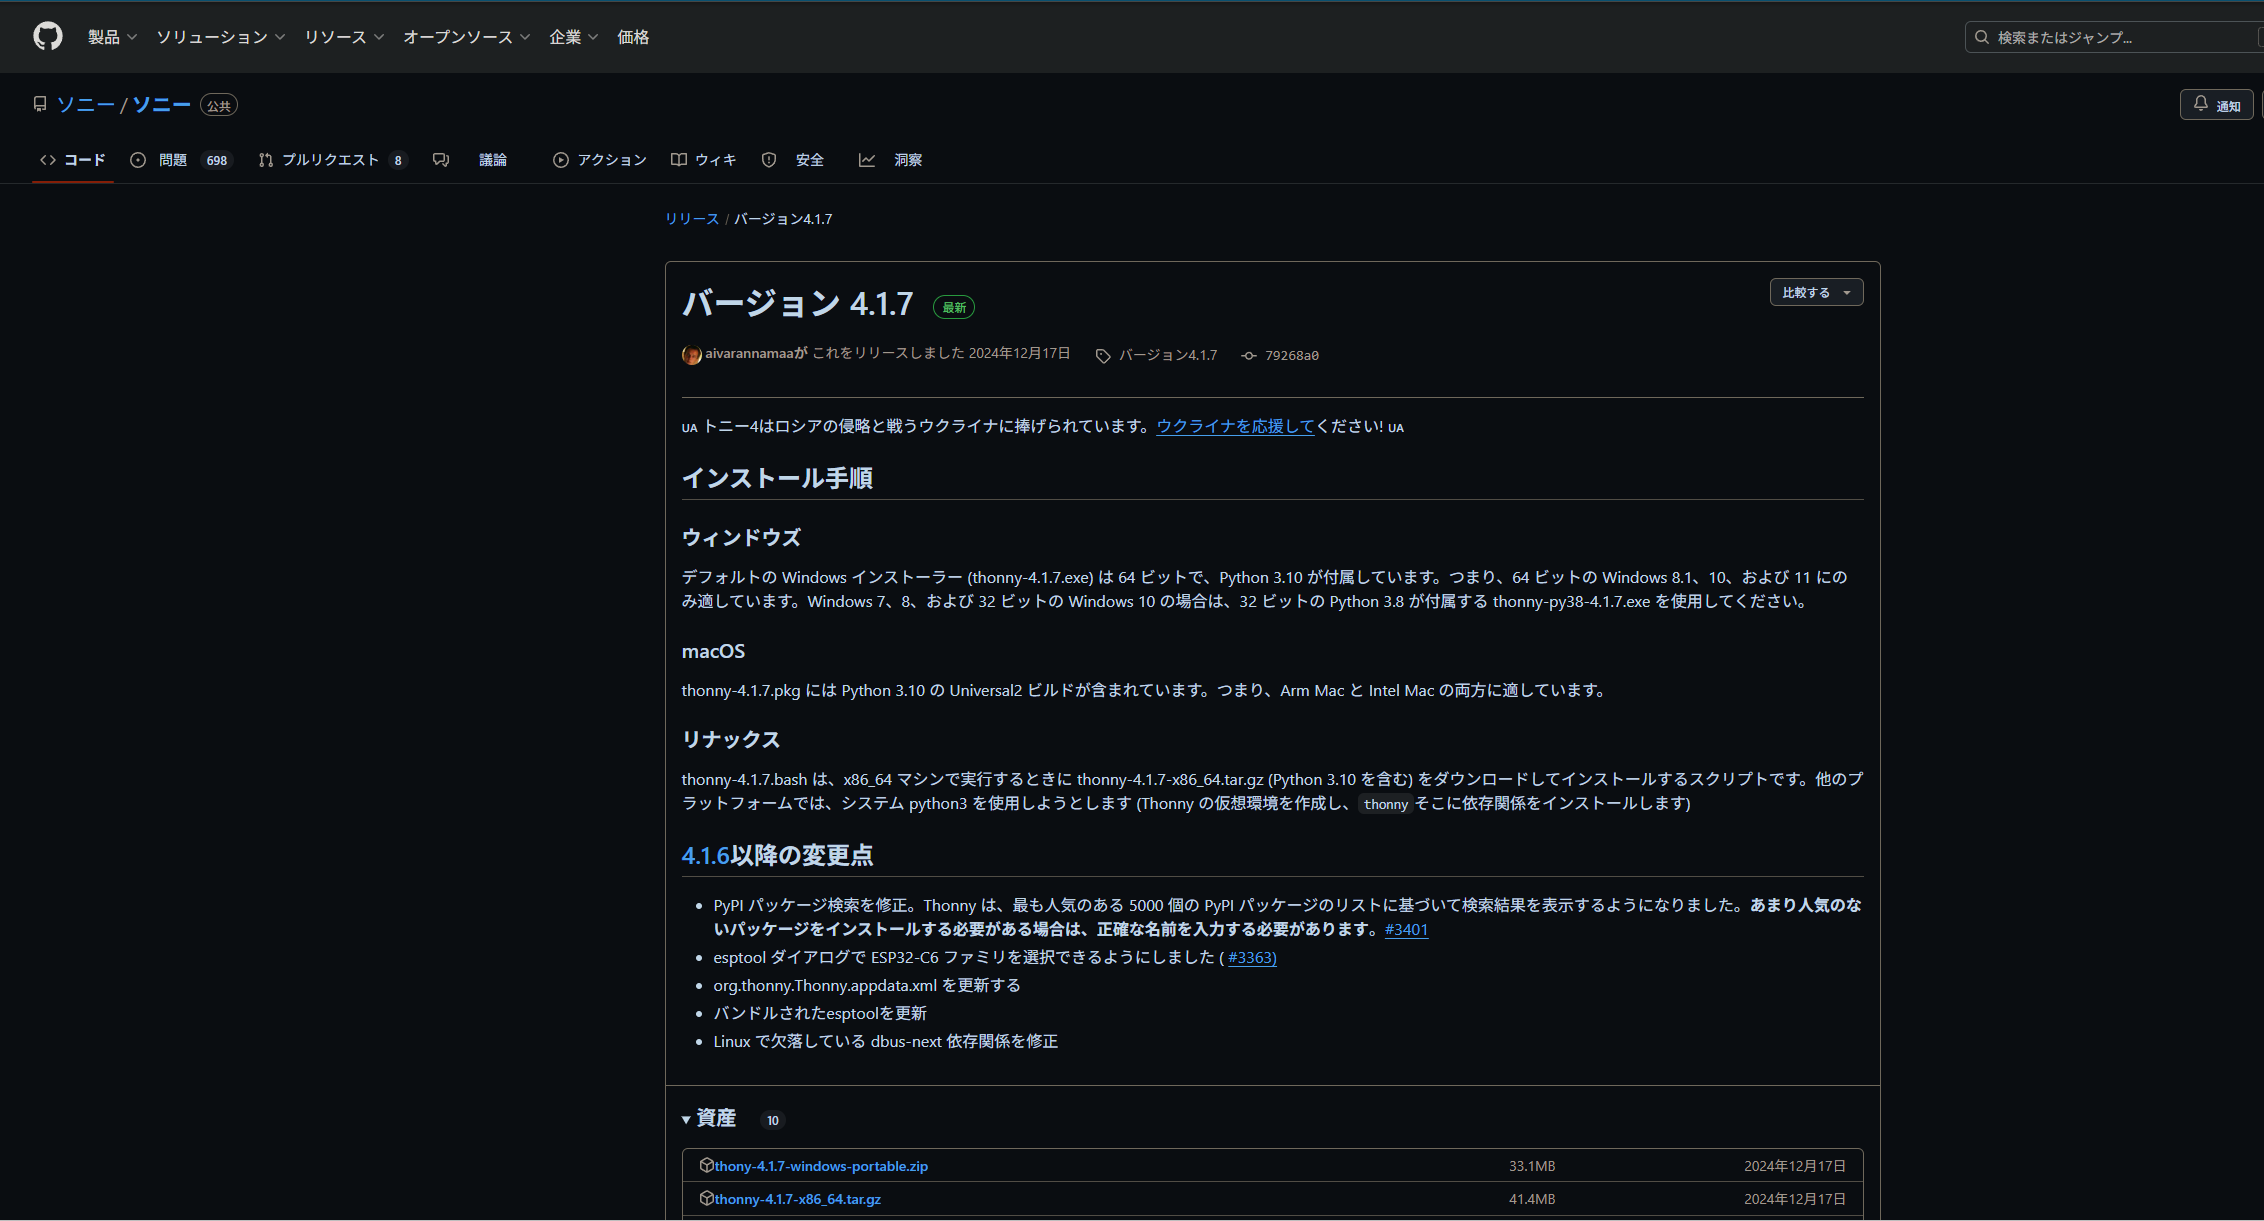 製品 ソリューション リソース オープンソース 企業 価格 検索またはジャンプ...
ソニー / ソニー 公共 通知
コード 問題 698 プルリクエスト 8 議論 アクション ウィキ 安全 洞察
リリース / バージョン4.1.7
バージョン 4.1.7 最新 比較する
aivarannamaaが これをリリースしました 2024年12月17日 バージョン4.1.7 79268a0
UA トニー4はロシアの侵略と戦うウクライナに捧げられています。ウクライナを応援してください! UA
インストール手順
ウィンドウズ
デフォルトの Windows インストーラー (thonny-4.1.7.exe) は 64 ビットで、Python 3.10 が付属しています。つまり、64 ビットの Windows 8.1、10、および 11 にの
み適しています。Windows 7、8、および 32 ビットの Windows 10 の場合は、32 ビットの Python 3.8 が付属する thonny-py38-4.1.7.exe を使用してください。
macOS
thonny-4.1.7.pkg には Python 3.10 の Universal2 ビルドが含まれています。つまり、Arm Mac と Intel Mac の両方に適しています。
リナックス
thonny-4.1.7.bash は、x86_64 マシンで実行するときに thonny-4.1.7-x86_64.tar.gz (Python 3.10 を含む) をダウンロードしてインストールするスクリプトです。他のプ
ラットフォームでは、システム python3 を使用しようとします (Thonny の仮想環境を作成し、 thonny そこに依存関係をインストールします)
4.1.6以降の変更点
• PyPI パッケージ検索を修正。Thonny は、最も人気のある 5000 個の PyPI パッケージのリストに基づいて検索結果を表示するようになりました。あまり人気のな
いパッケージをインストールする必要がある場合は、正確な名前を入力する必要があります。#3401
• esptool ダイアログで ESP32-C6 ファミリを選択できるようにしました ( #3363)
• org.thonny.Thonny.appdata.xml を更新する
• バンドルされたesptoolを更新
• Linux で欠落している dbus-next 依存関係を修正
資産 10
thony-4.1.7-windows-portable.zip 33.1MB 2024年12月17日
thonny-4.1.7-x86_64.tar.gz 41.4MB 2024年12月17日